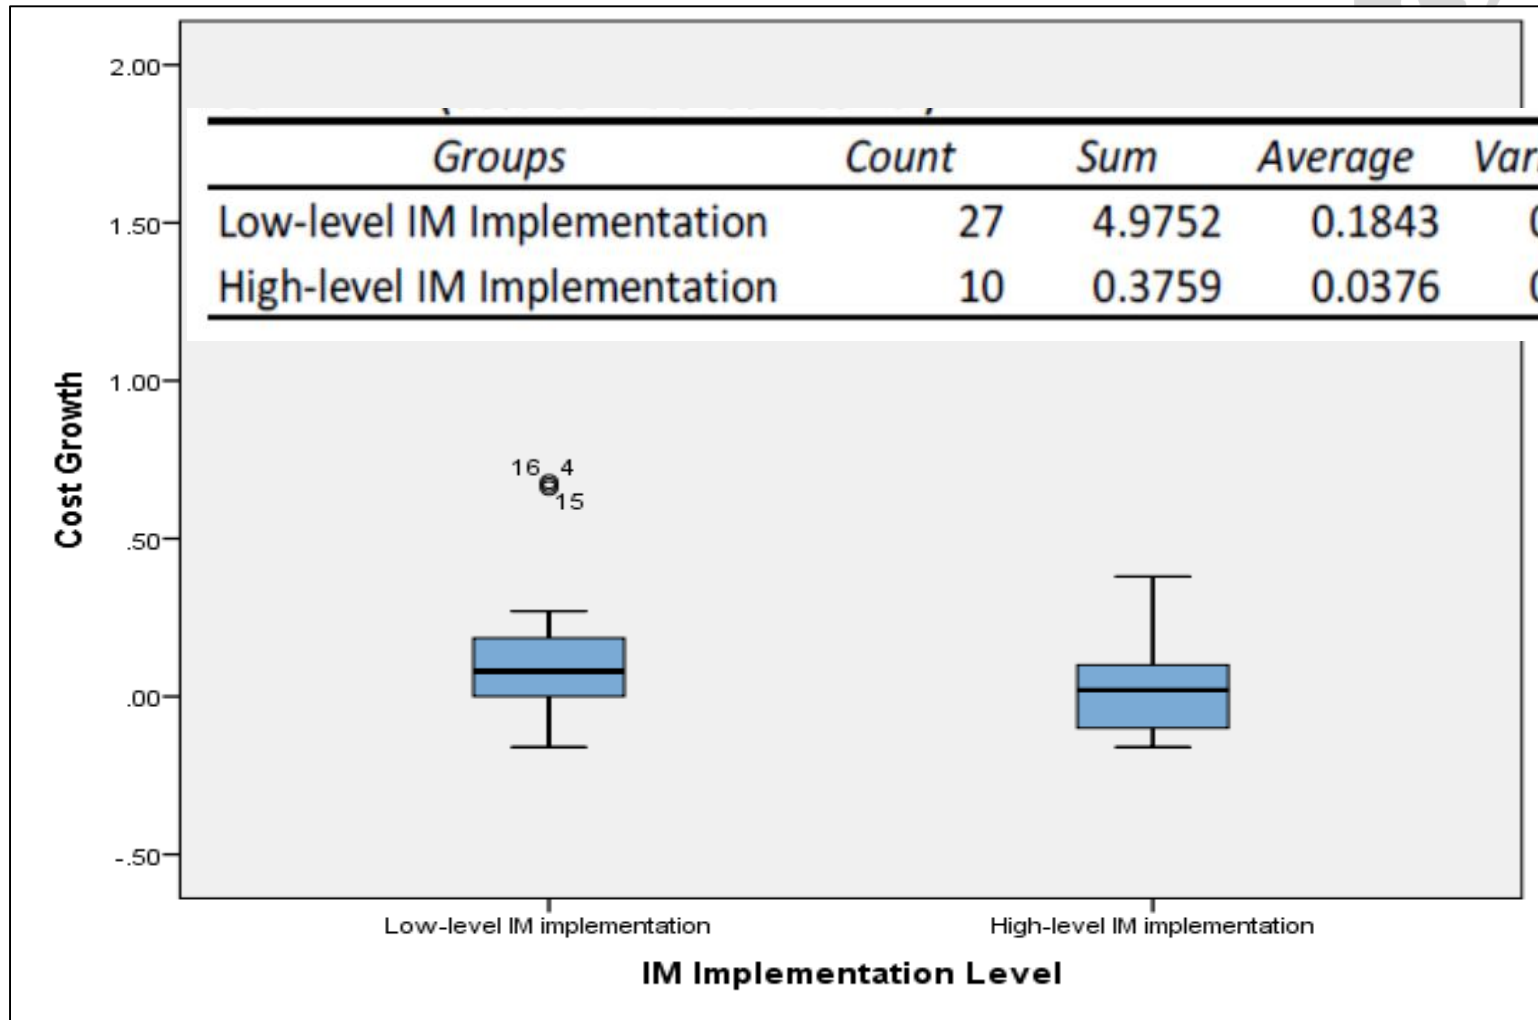 2.00
Groups Count Sum Average
Low-level IM Implementation 27 4.9752 0.1843
High-level IM Implementation 10 0.3759 0.0376
1.50
1.00
.50
.00
-.50
Cost Growth
16 4
15
Low-level IM implementation High-level IM implementation
IM Implementation Level